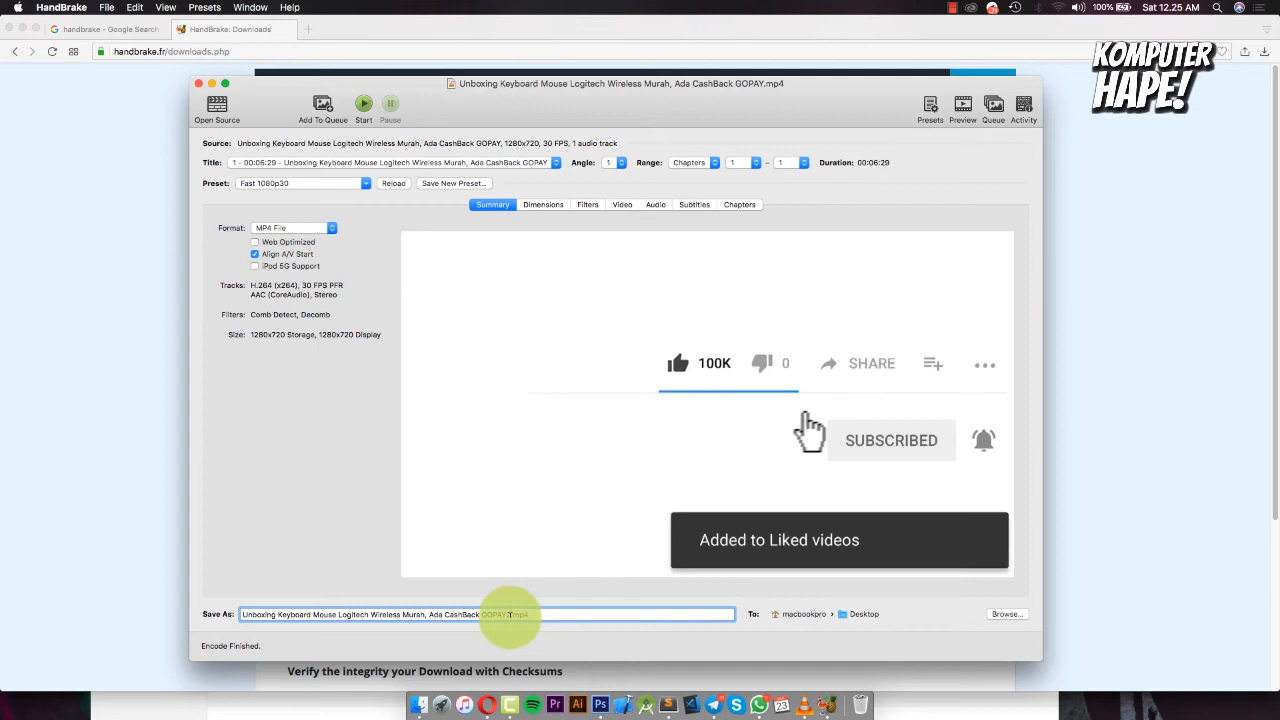 HandBrake File Edit View Presets Window Help 100% Sat 12.25 AM
handbrake - Google Search HandBrake: Downloads
handbrake.fr/downloads.php
KOMPUTER
HAPE!
Unboxing Keyboard Mouse Logitech Wireless Murah, Ada CashBack GOPAY.mp4
Open Source Add To Queue Start Pause Presets Preview Queue Activity
Source: Unboxing Keyboard Mouse Logitech Wireless Murah, Ada CashBack GOPAY, 1280x720, 30 FPS, 1 audio track
Title: 1 - 00:06:29 - Unboxing Keyboard Mouse Logitech Wireless Murah, Ada CashBack GOPAY Angle: 1 Range: Chapters 1 – 1 Duration: 00:06:29
Preset: Fast 1080p30 Reload Save New Preset...
Summary Dimensions Filters Video Audio Subtitles Chapters
Format: MP4 File
Web Optimized
Align A/V Start
iPod 5G Support
Tracks: H.264 (x264), 30 FPS PFR
AAC (CoreAudio), Stereo
Filters: Comb Detect, Decomb
Size: 1280x720 Storage, 1280x720 Display
100K 0 SHARE
SUBSCRIBED
Added to Liked videos
Save As: Unboxing Keyboard Mouse Logitech Wireless Murah, Ada CashBack GOPAY.mp4 To: macbookpro › Desktop Browse...
Encode Finished.
Verify the integrity your Download with Checksums
Pr Ai Ps S 23